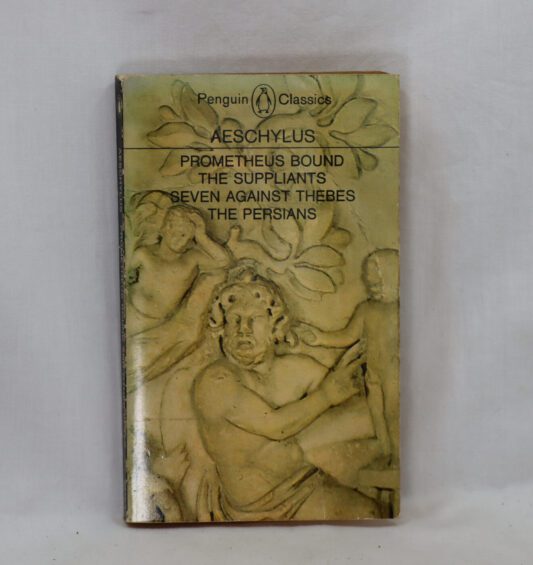 Penguin Classics
AESCHYLUS
PROMETHEUS BOUND
THE SUPPLIANTS
SEVEN AGAINST THEBES
THE PERSIANS